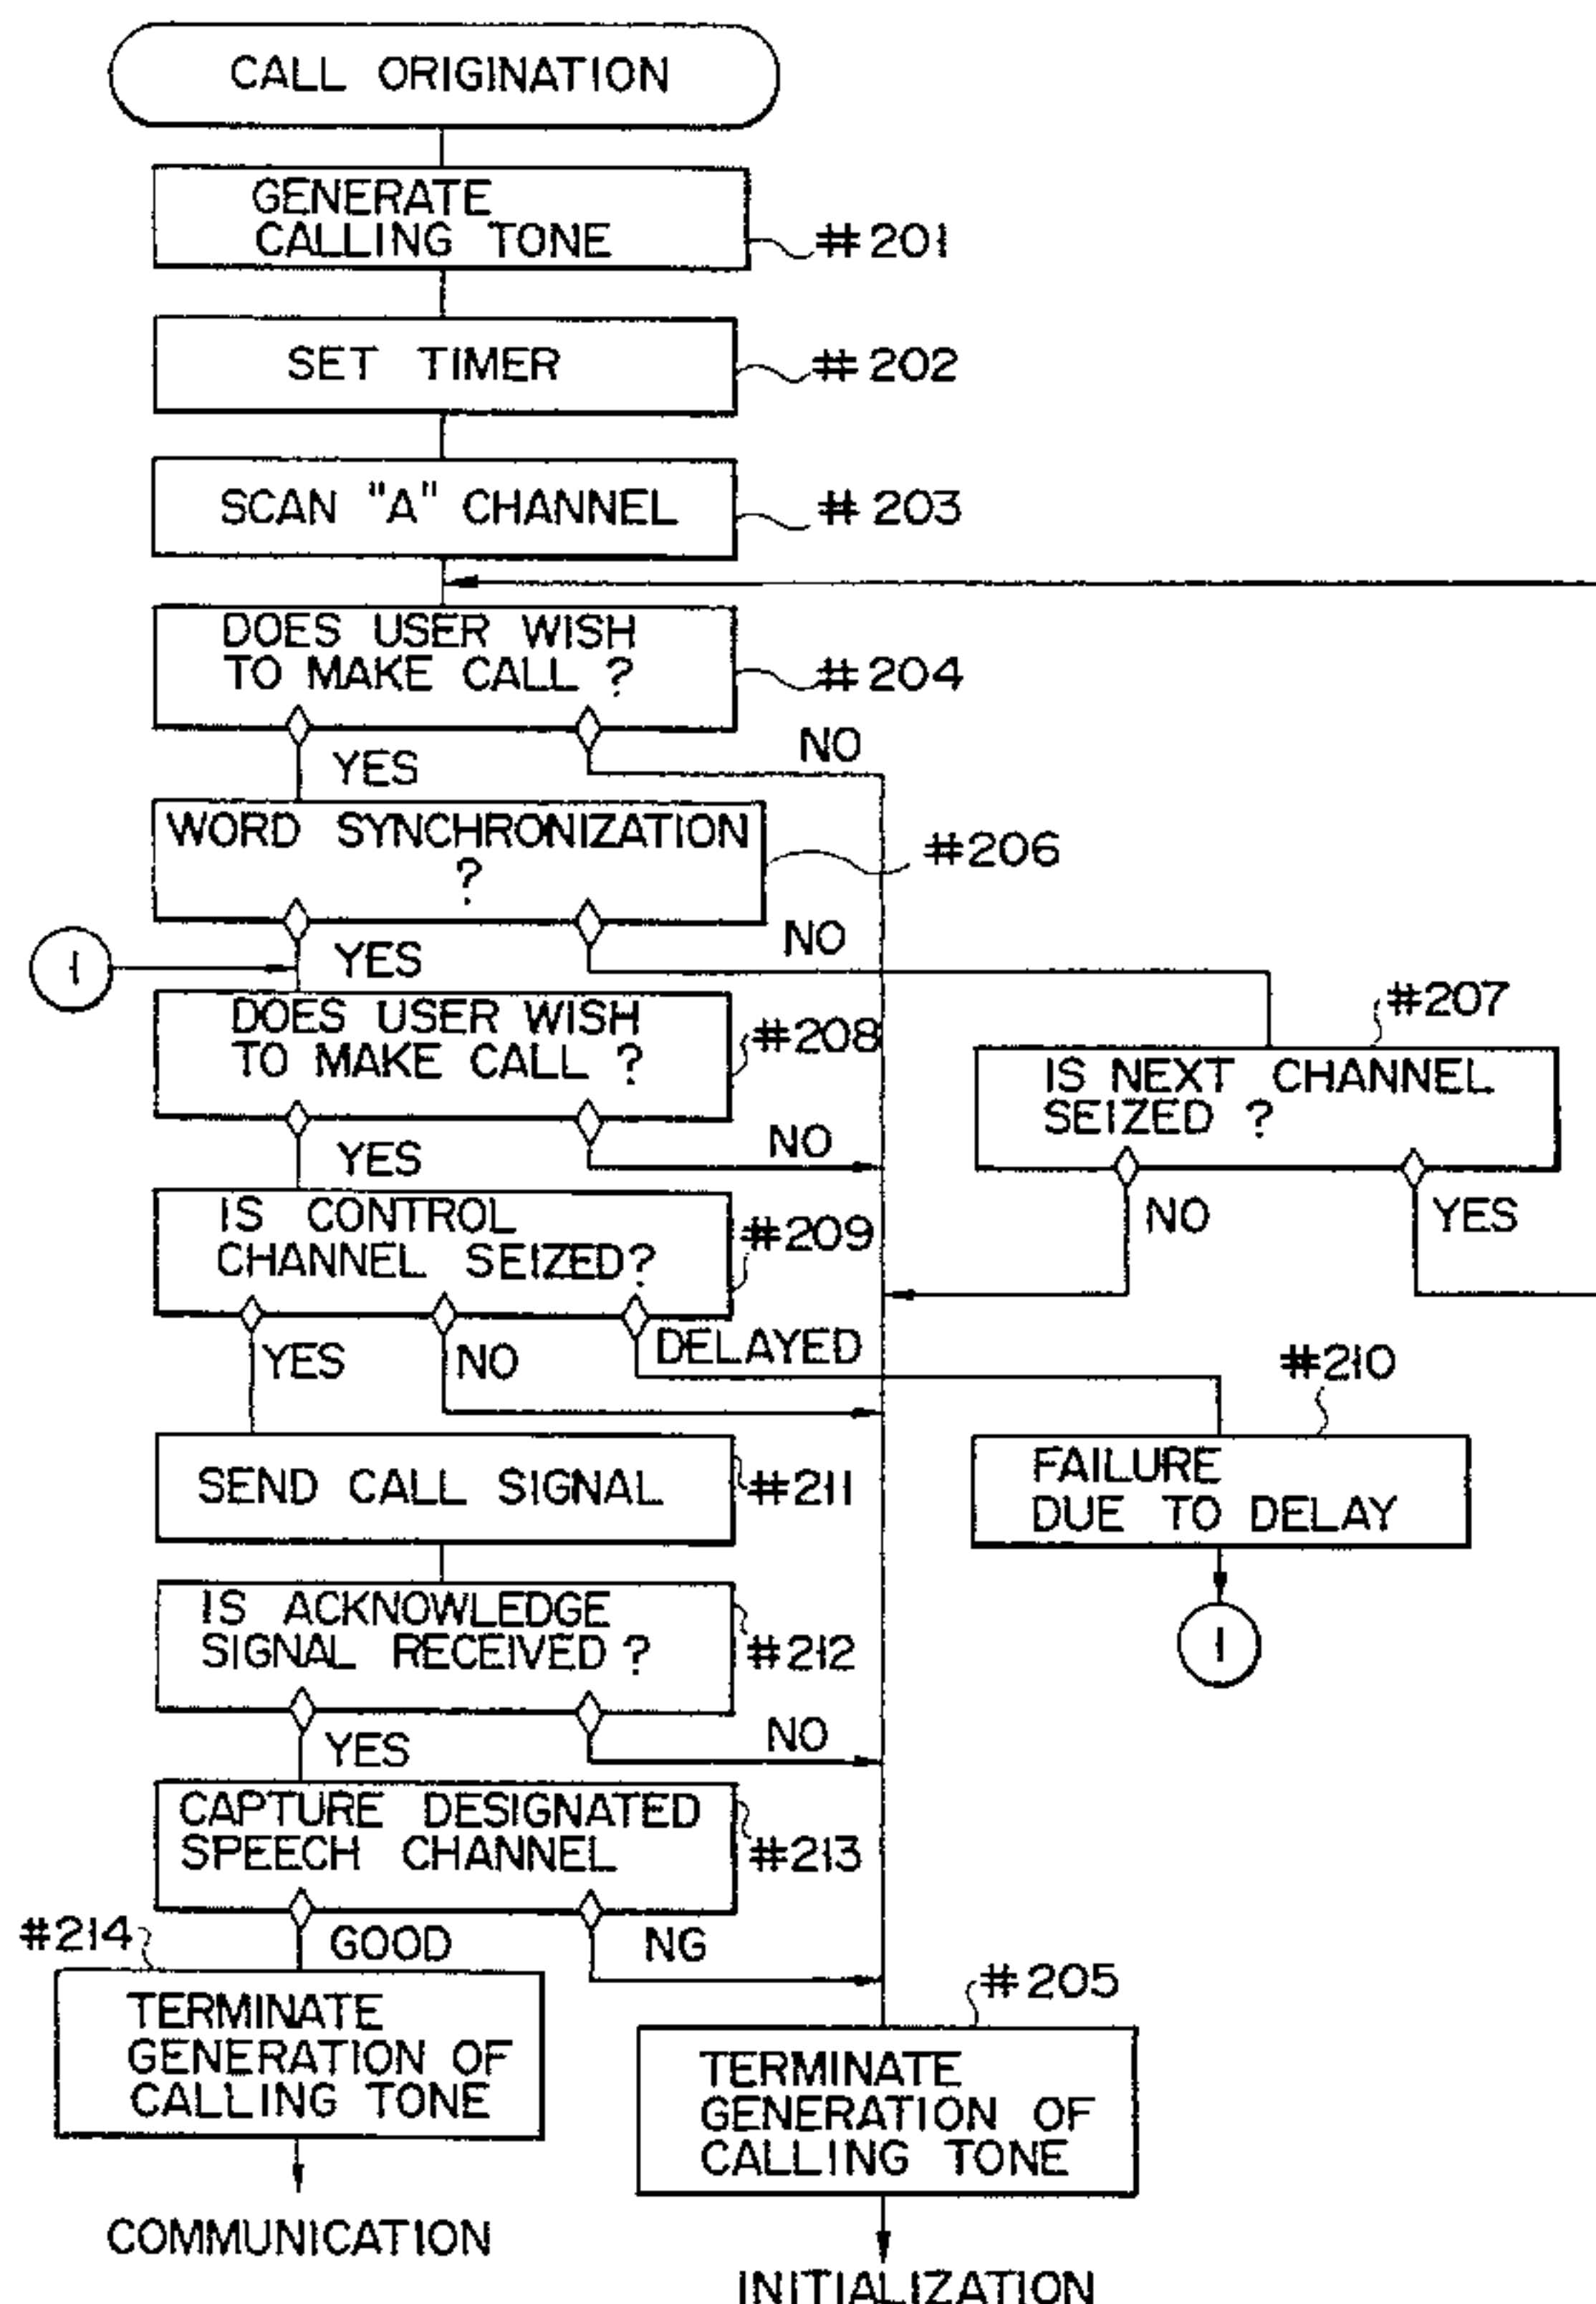 CALL ORIGINATION
GENERATE
CALLING TONE
#201
SET TIMER
#202
SCAN "A" CHANNEL
#203
DOES USER WISH
TO MAKE CALL ?
#204
YES
NO
WORD SYNCHRONIZATION
?
#206
YES
NO
1
DOES USER WISH
TO MAKE CALL ?
#208
YES
NO
#207
IS NEXT CHANNEL
SEIZED ?
NO
YES
IS CONTROL
CHANNEL SEIZED?
#209
YES
NO
DELAYED
#210
FAILURE
DUE TO DELAY
1
SEND CALL SIGNAL
#211
IS ACKNOWLEDGE
SIGNAL RECEIVED ?
#212
YES
NO
CAPTURE DESIGNATED
SPEECH CHANNEL
#213
GOOD
NG
#214
TERMINATE
GENERATION OF
CALLING TONE
COMMUNICATION
#205
TERMINATE
GENERATION OF
CALLING TONE
INITIALIZATION